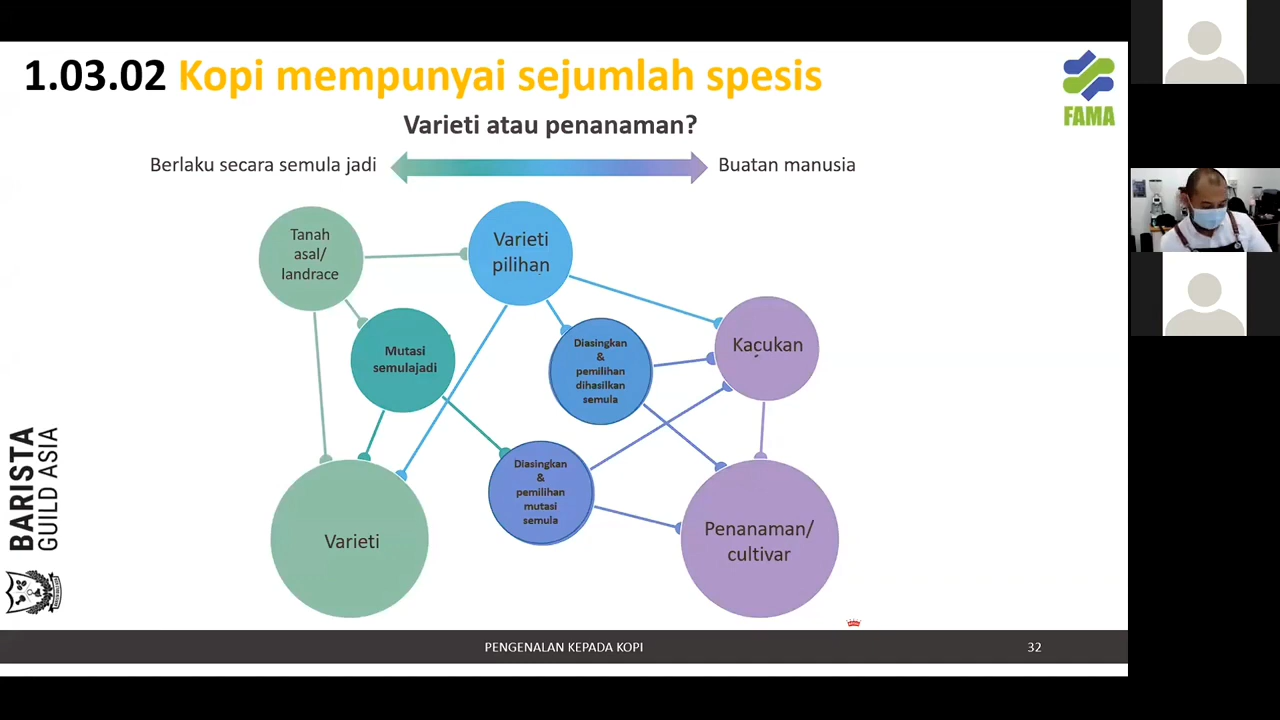 1.03.02 Kopi mempunyai sejumlah spesis
FAMA
Varieti atau penanaman?
Berlaku secara semula jadi
Buatan manusia
Tanah
asal/
landrace
Varieti
pilihan
Mutasi
semulajadi
Diasingkan
&
pemilihan
dihasilkan
semula
Kacukan
Diasingkan
&
pemilihan
mutasi
semula
Varieti
Penanaman/
cultivar
BARISTA
GUILD ASIA
PENGENALAN KEPADA KOPI
32